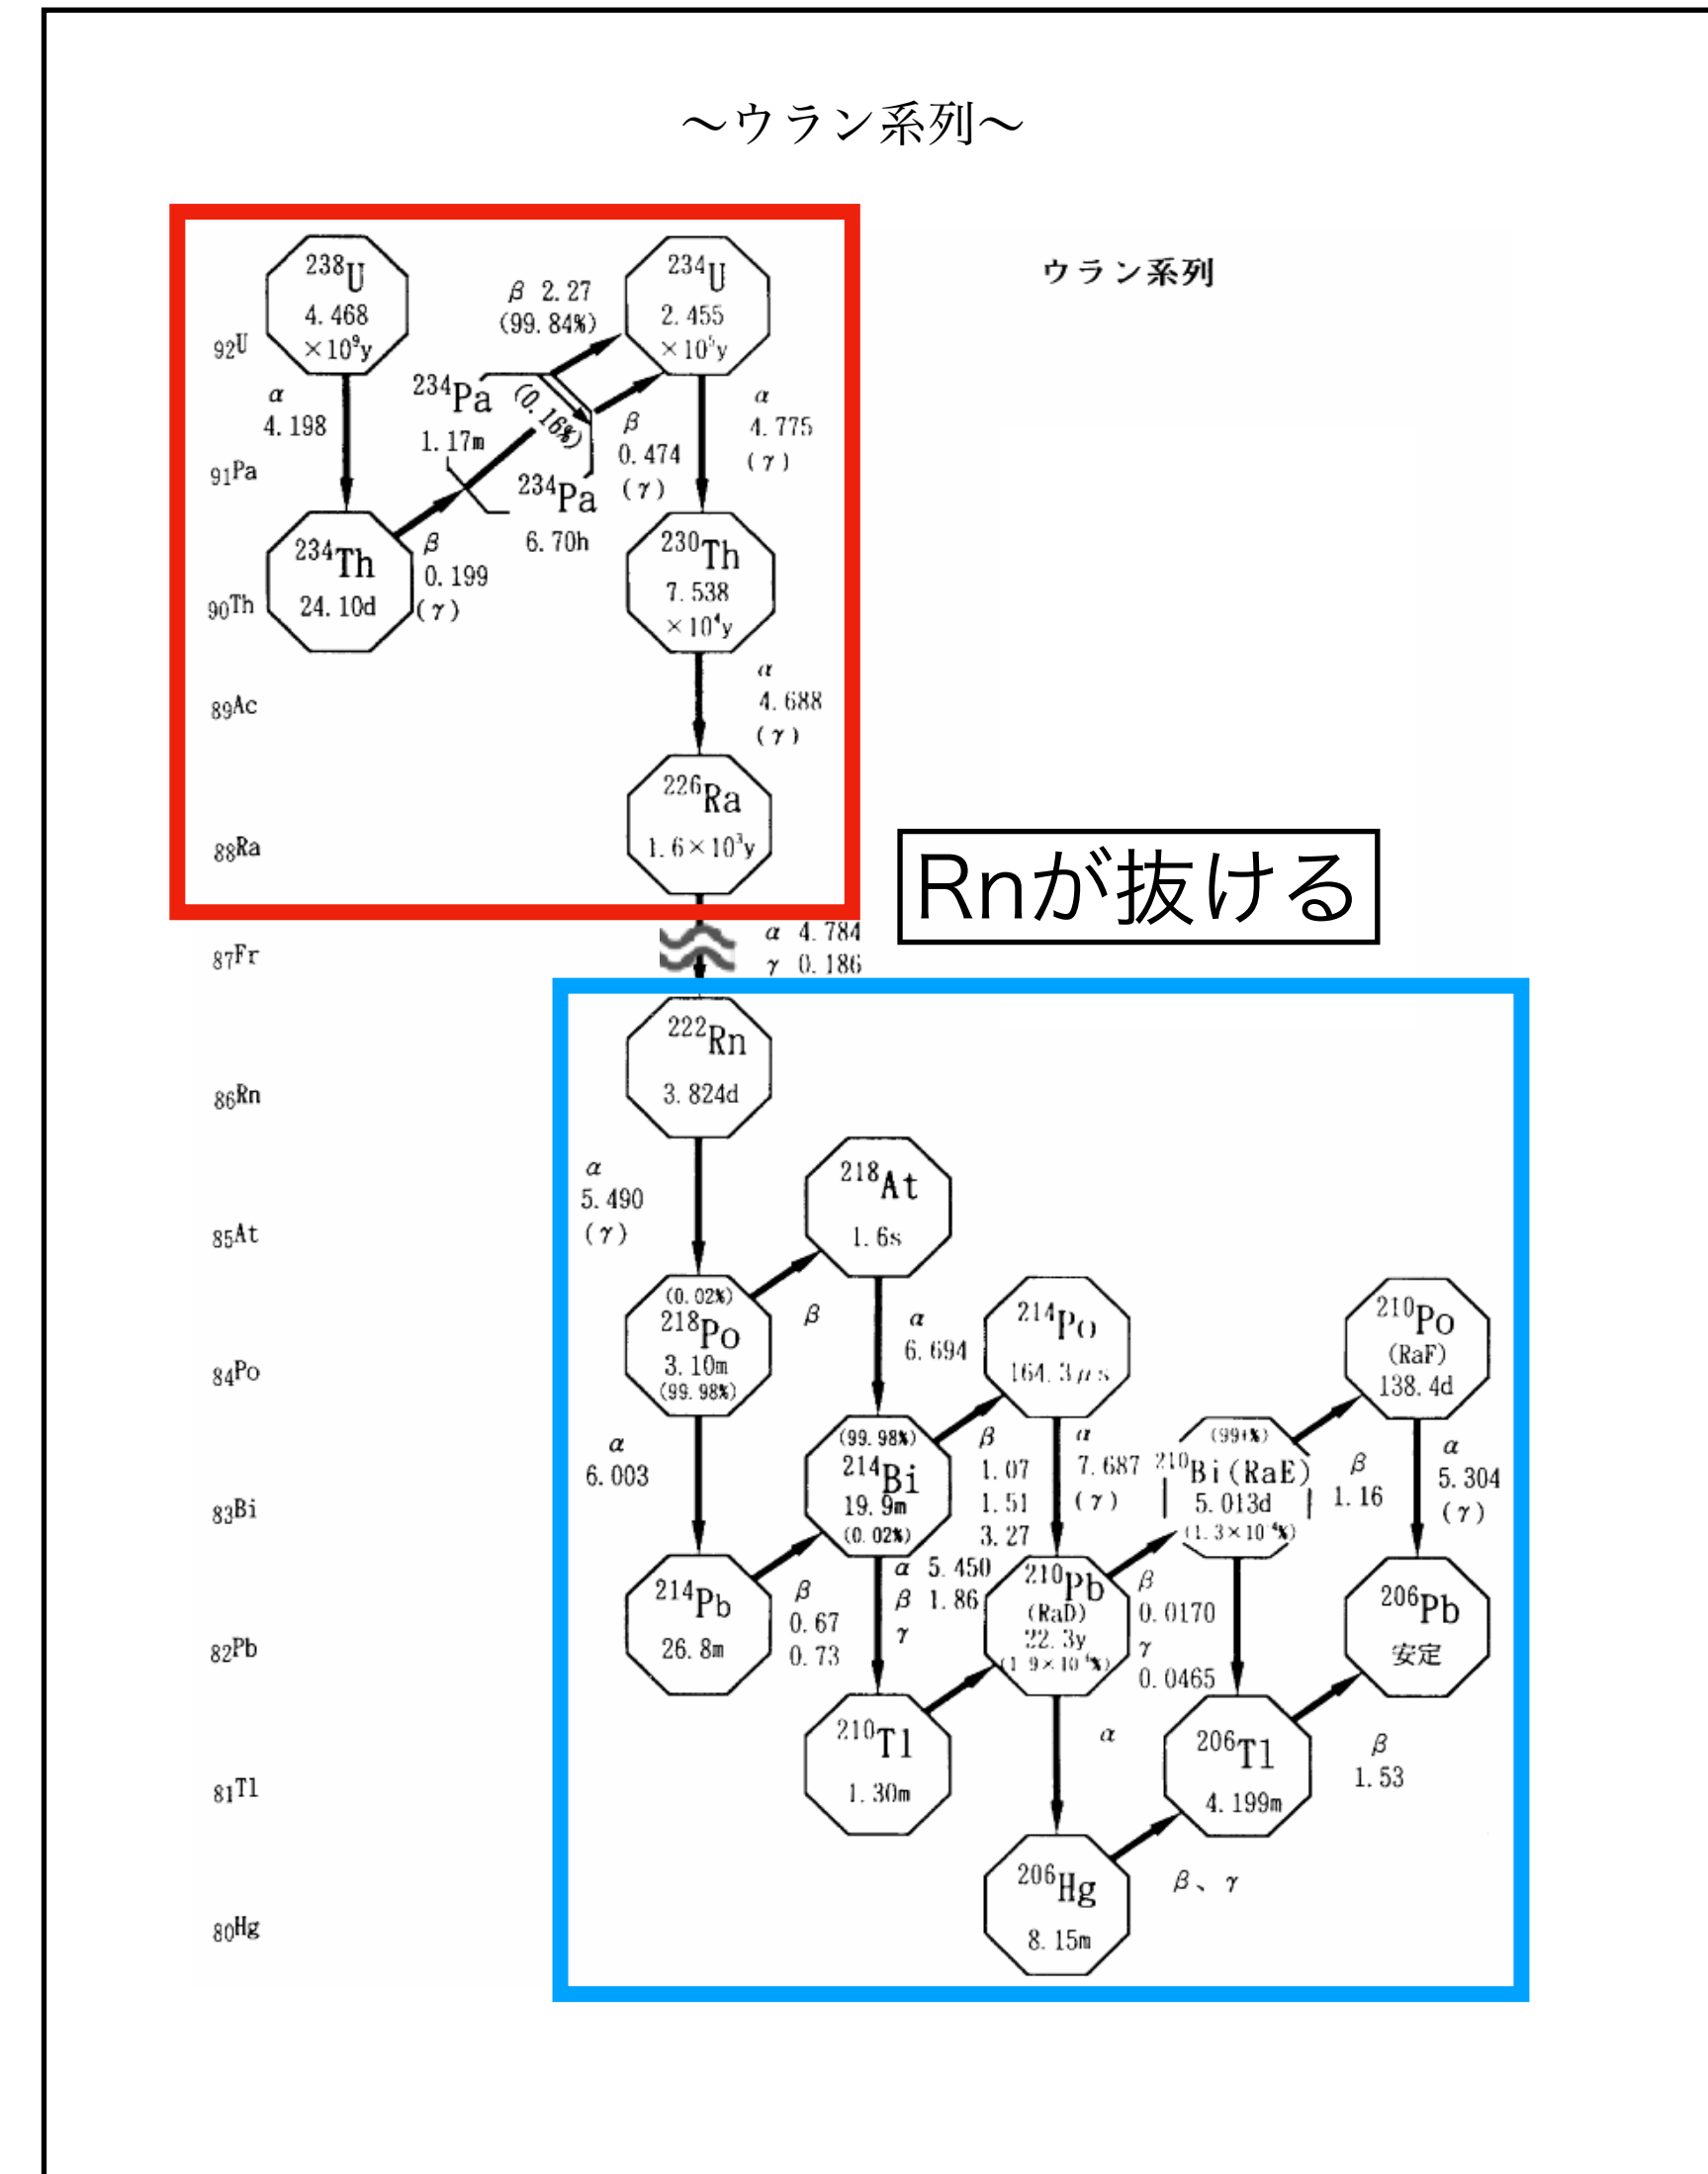 ～ウラン系列～
ウラン系列
²³⁸U
4.468
×10⁹y
β 2.27
(99.84%)
²³⁴U
2.455
×10⁵y
₉₂U
α
4.198
²³⁴Pa
1.17m
(0.16%)
β
0.474
(γ)
α
4.775
(γ)
₉₁Pa
²³⁴Pa
6.70h
²³⁴Th
24.10d
β
0.199
(γ)
²³⁰Th
7.538
×10⁴y
₉₀Th
α
4.688
(γ)
₈₉Ac
²²⁶Ra
1.6×10³y
₈₈Ra
Rnが抜ける
α 4.784
γ 0.186
₈₇Fr
²²²Rn
3.824d
₈₆Rn
α
5.490
(γ)
²¹⁸At
1.6s
₈₅At
(0.02%)
²¹⁸Po
3.10m
(99.98%)
β
α
6.694
²¹⁴Po
164.3μs
²¹⁰Po
(RaF)
138.4d
₈₄Po
α
6.003
(99.98%)
²¹⁴Bi
19.9m
(0.02%)
β
1.07
1.51
3.27
α
7.687
(γ)
(99+%)
²¹⁰Bi(RaE)
5.013d
(1.3×10⁻⁴%)
β
1.16
α
5.304
(γ)
₈₃Bi
²¹⁴Pb
26.8m
β
0.67
0.73
α 5.450
β 1.86
γ
²¹⁰Pb
(RaD)
22.3y
β
0.0170
γ
0.0465
²⁰⁶Pb
安定
₈₂Pb
²¹⁰Tl
1.30m
α
²⁰⁶Tl
4.199m
β
1.53
₈₁Tl
²⁰⁶Hg
8.15m
β、γ
₈₀Hg